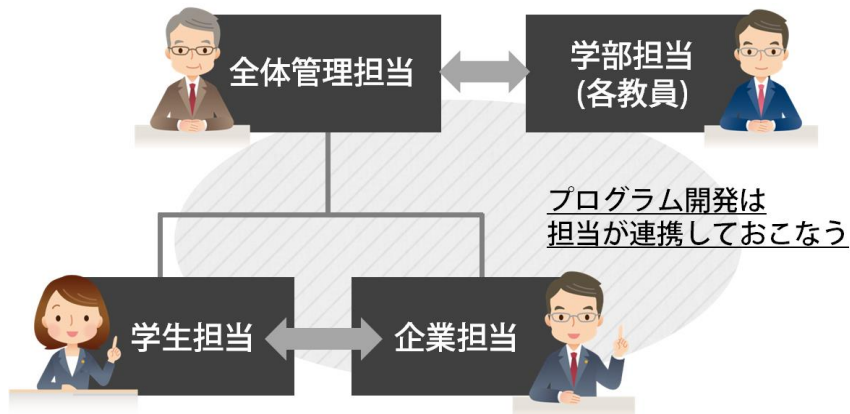 全体管理担当
学部担当
(各教員)
プログラム開発は
担当が連携しておこなう
学生担当
企業担当